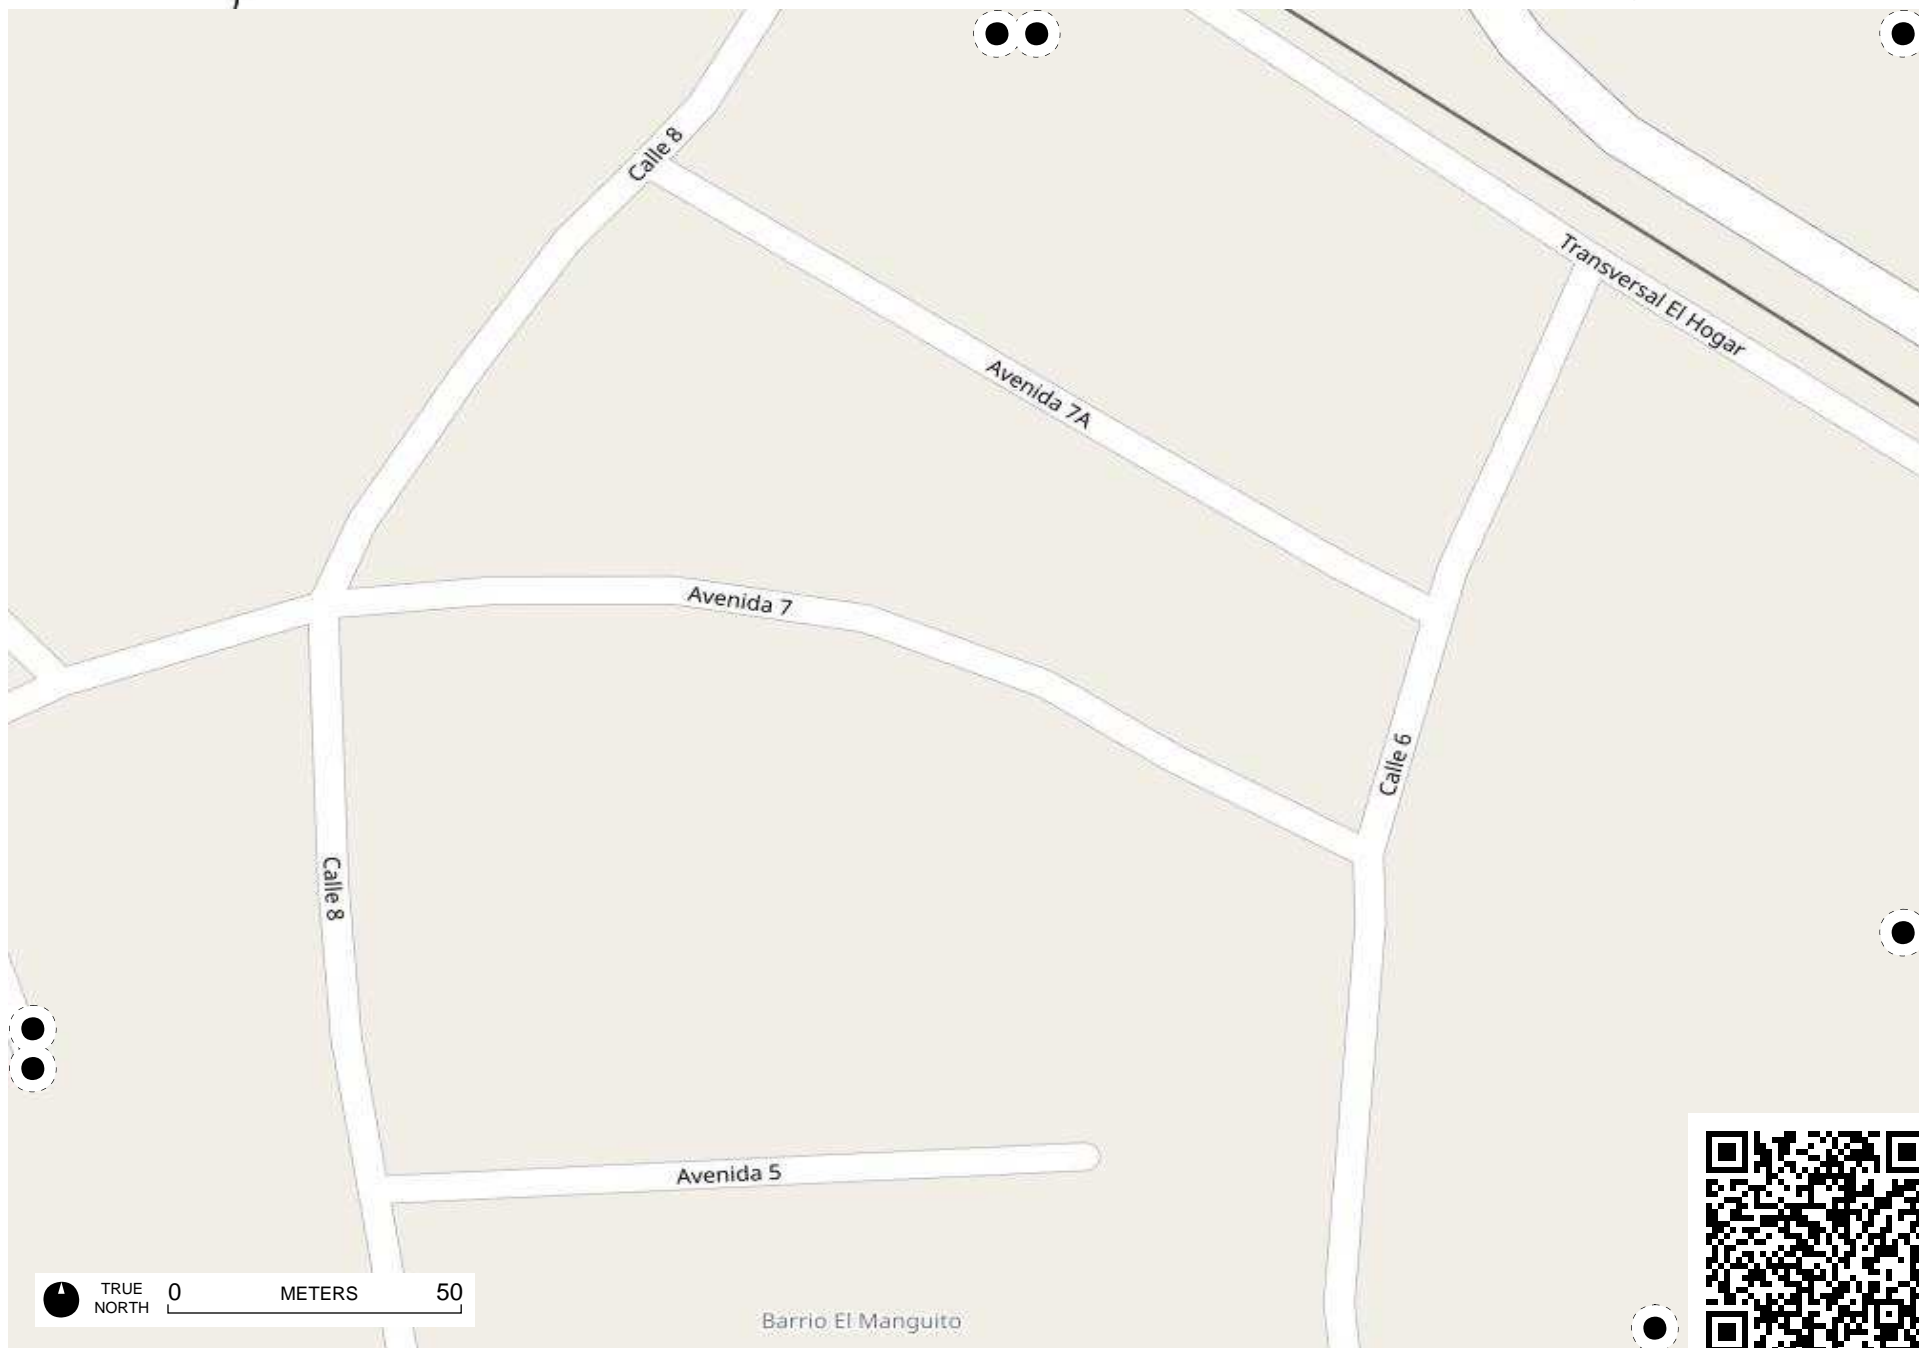 Calle 8
Transversal El Hogar
Avenida 7A
Avenida 7
Calle 6
Calle 8
Avenida 5
TRUE NORTH
0 METERS 50
Barrio El Manguito